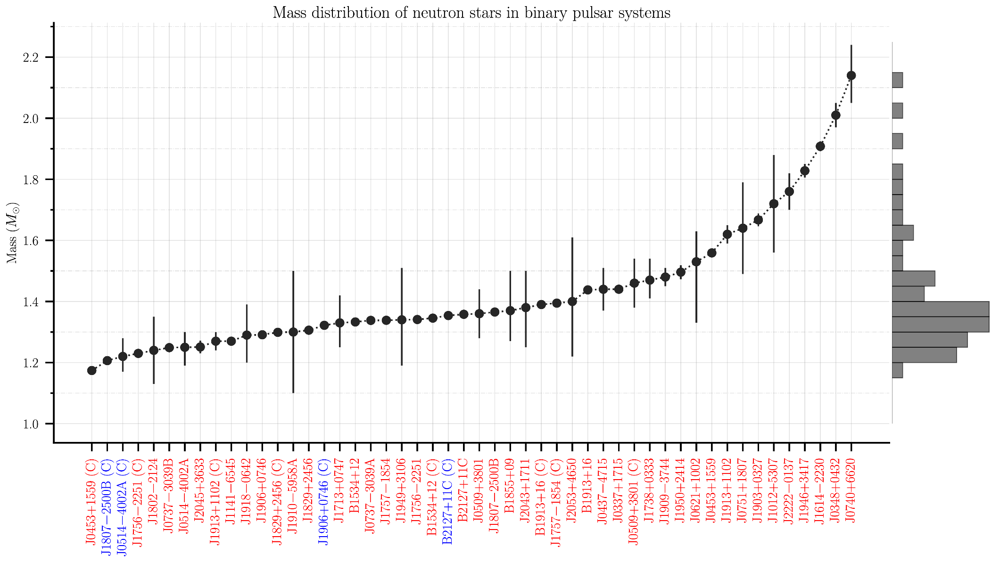 Mass distribution of neutron stars in binary pulsar systems
Mass (M⊙)
2.2
2.0
1.8
1.6
1.4
1.2
1.0
J0453+1559 (C)
J1807−2500B (C)
J0514−4002A (C)
J1756−2251 (C)
J1802−2124
J0737−3039B
J0514−4002A
J2045+3633
J1913+1102 (C)
J1141−6545
J1918−0642
J1906+0746
J1829+2456 (C)
J1910−5958A
J1829+2456
J1906+0746 (C)
J1713+0747
B1534+12
J0737−3039A
J1757−1854
J1949+3106
J1756−2251
B1534+12 (C)
B2127+11C (C)
B2127+11C
J0509+3801
J1807−2500B
B1855+09
J2043+1711
B1913+16 (C)
J1757−1854 (C)
J2053+4650
B1913+16
J0437−4715
J0337+1715
J0509+3801 (C)
J1738+0333
J1909−3744
J1950+2414
J0621+1002
J0453+1559
J1913+1102
J0751+1807
J1903+0327
J1012+5307
J2222−0137
J1946+3417
J1614−2230
J0348+0432
J0740+6620